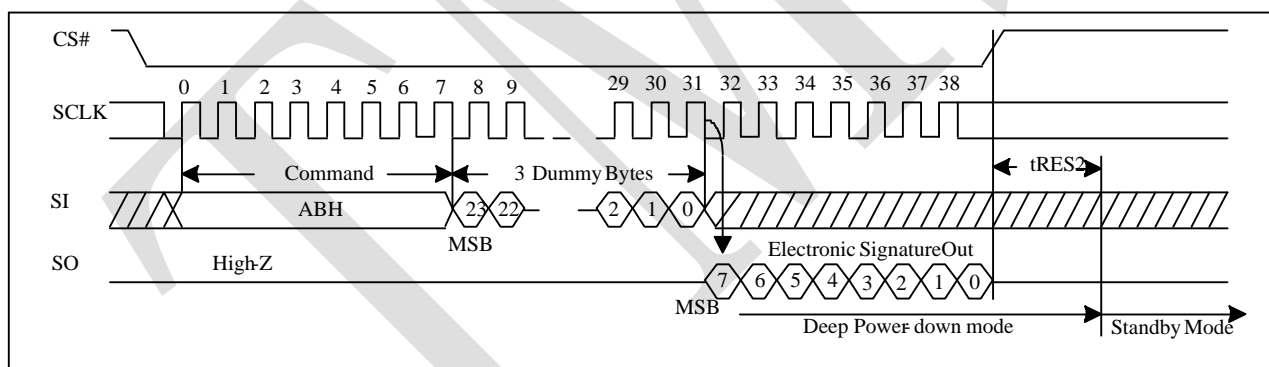 CS#
0 1 2 3 4 5 6 7 8 9 29 30 31 32 33 34 35 36 37 38
SCLK
Command 3 Dummy Bytes tRES2
SI
ABH 23 22 2 1 0
MSB
SO High-Z Electronic Signature Out
7 6 5 4 3 2 1 0
MSB
Deep Power-down mode Standby Mode